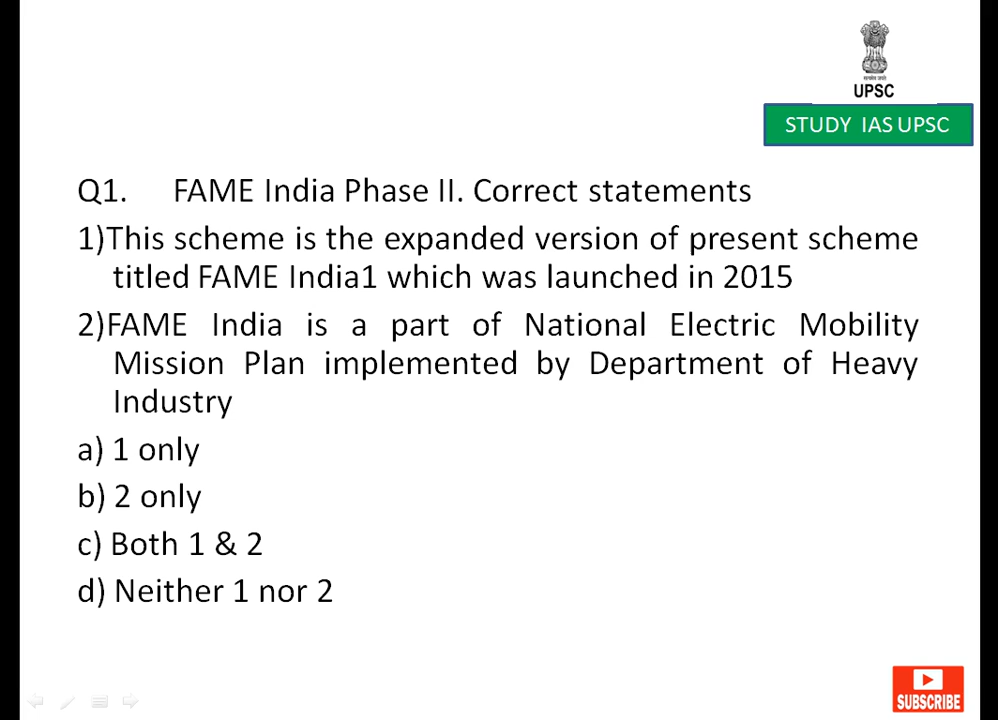 UPSC
STUDY IAS UPSC
Q1. FAME India Phase II. Correct statements
1)This scheme is the expanded version of present scheme
titled FAME India1 which was launched in 2015
2)FAME India is a part of National Electric Mobility
Mission Plan implemented by Department of Heavy
Industry
a) 1 only
b) 2 only
c) Both 1 & 2
d) Neither 1 nor 2
SUBSCRIBE